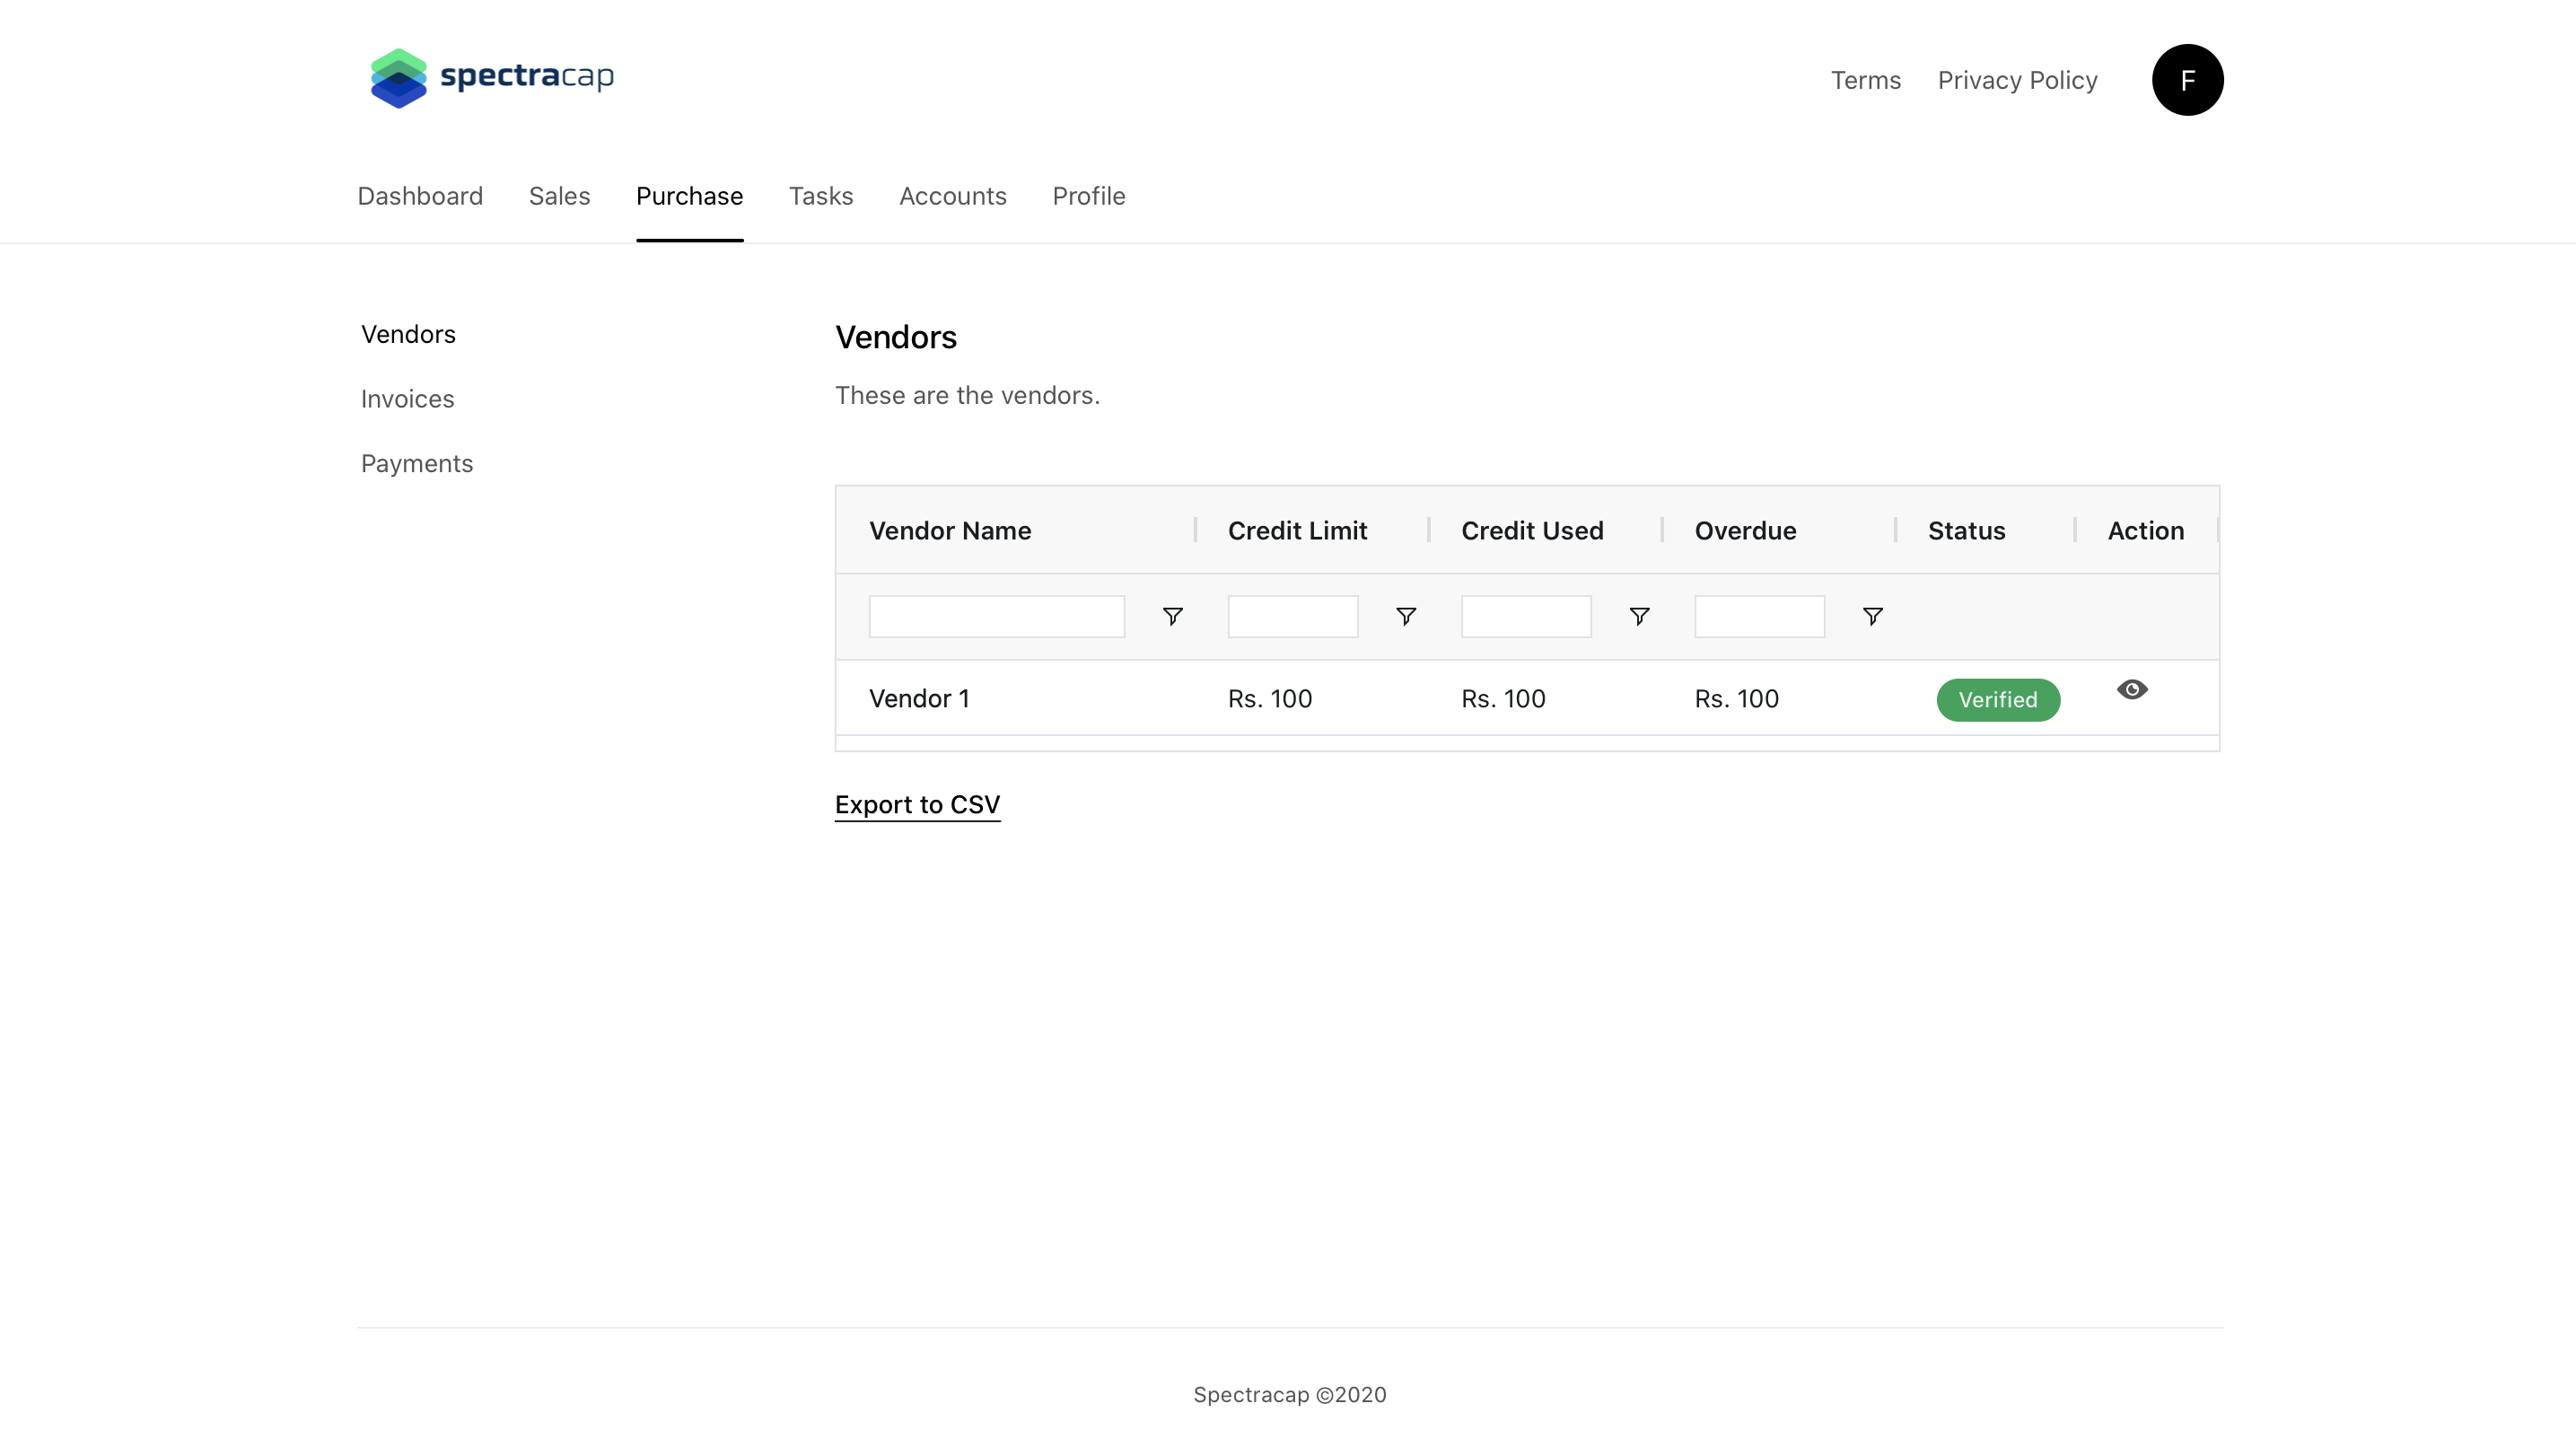 spectracap
Terms Privacy Policy F
Dashboard Sales Purchase Tasks Accounts Profile
Vendors
Invoices
Payments
Vendors
These are the vendors.
Vendor Name Credit Limit Credit Used Overdue Status Action
Vendor 1 Rs. 100 Rs. 100 Rs. 100 Verified
Export to CSV
Spectracap ©2020